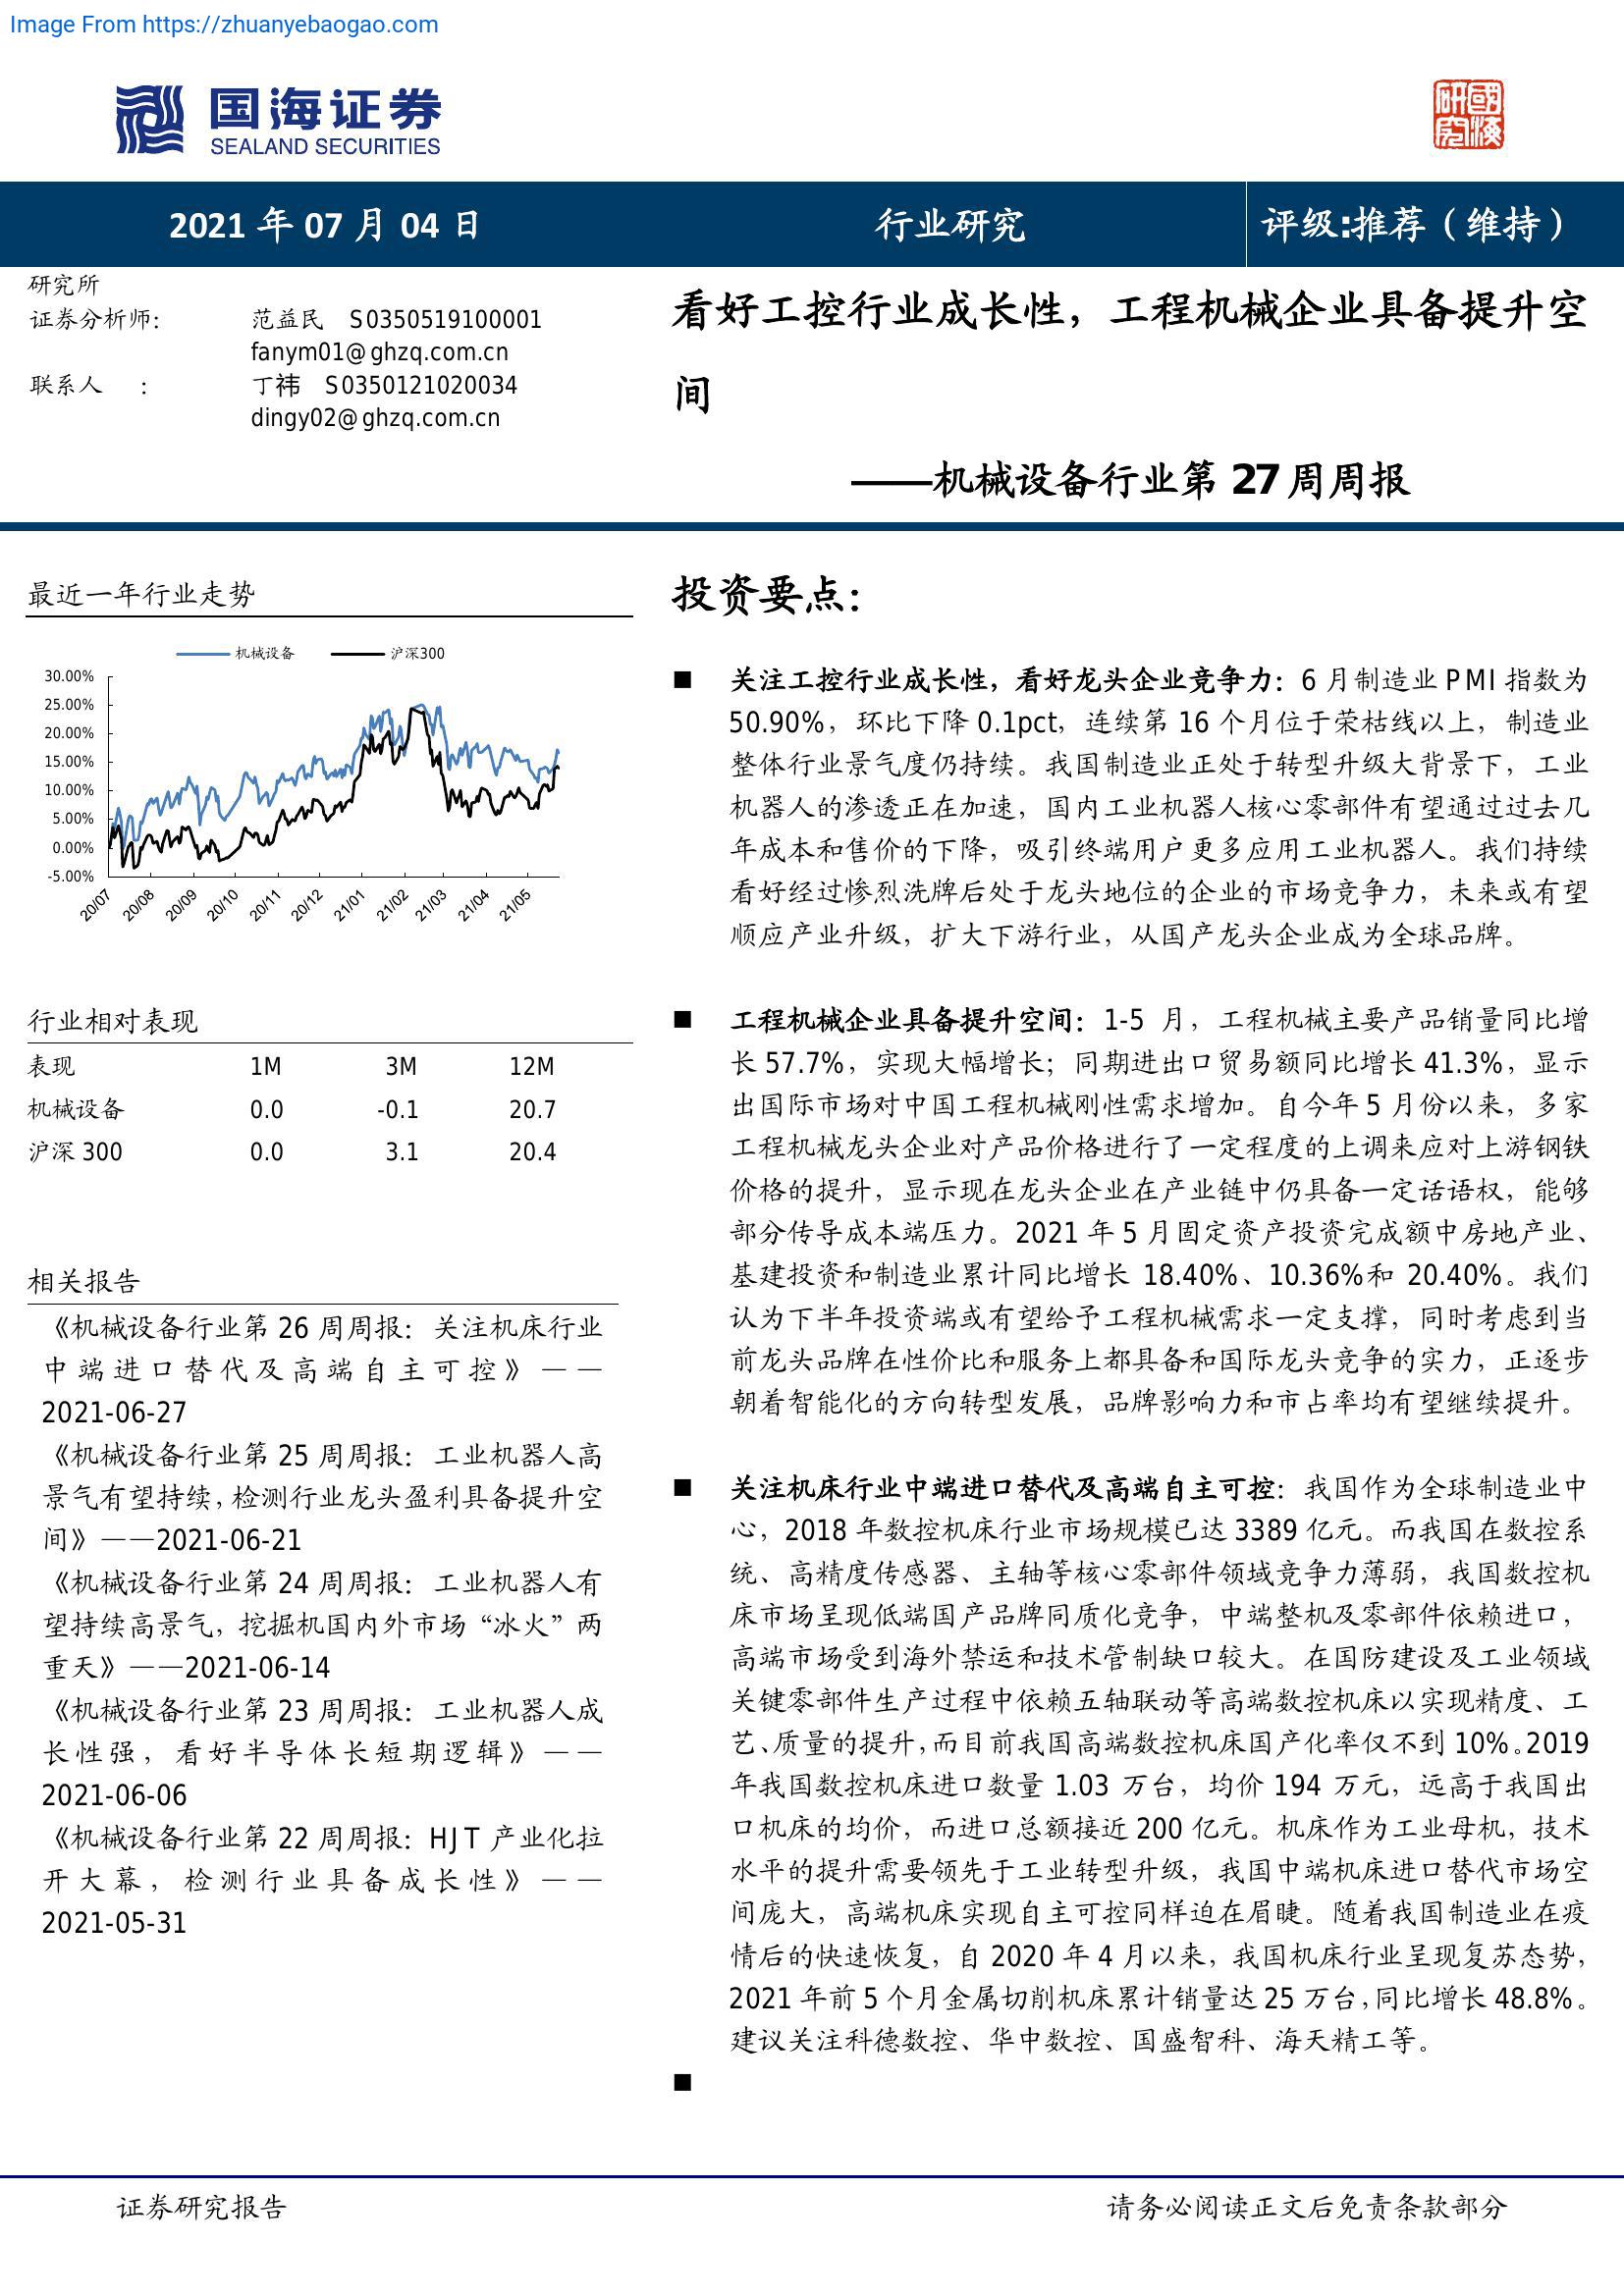 Image From https://zhuanyebaogao.com
国海证券
SEALAND SECURITIES
研國
究海
2021 年 07 月 04 日
行业研究
评级:推荐（维持）
研究所
证券分析师: 范益民 S0350519100001
fanym01@ghzq.com.cn
联系人 : 丁祎 S0350121020034
dingy02@ghzq.com.cn
看好工控行业成长性，工程机械企业具备提升空
间
——机械设备行业第 27 周周报
最近一年行业走势
机械设备 沪深300
30.00%
25.00%
20.00%
15.00%
10.00%
5.00%
0.00%
-5.00%
20/07 20/08 20/09 20/10 20/11 20/12 21/01 21/02 21/03 21/04 21/05
行业相对表现
表现 1M 3M 12M
机械设备 0.0 -0.1 20.7
沪深 300 0.0 3.1 20.4
相关报告
《机械设备行业第 26 周周报：关注机床行业
中端进口替代及高端自主可控》——
2021-06-27
《机械设备行业第 25 周周报：工业机器人高
景气有望持续，检测行业龙头盈利具备提升空
间》——2021-06-21
《机械设备行业第 24 周周报：工业机器人有
望持续高景气，挖掘机国内外市场“冰火”两
重天》——2021-06-14
《机械设备行业第 23 周周报：工业机器人成
长性强，看好半导体长短期逻辑》——
2021-06-06
《机械设备行业第 22 周周报：HJT 产业化拉
开大幕，检测行业具备成长性》——
2021-05-31
投资要点：
■ 关注工控行业成长性，看好龙头企业竞争力：6 月制造业 PMI 指数为
50.90%，环比下降 0.1pct，连续第 16 个月位于荣枯线以上，制造业
整体行业景气度仍持续。我国制造业正处于转型升级大背景下，工业
机器人的渗透正在加速，国内工业机器人核心零部件有望通过过去几
年成本和售价的下降，吸引终端用户更多应用工业机器人。我们持续
看好经过惨烈洗牌后处于龙头地位的企业的市场竞争力，未来或有望
顺应产业升级，扩大下游行业，从国产龙头企业成为全球品牌。
■ 工程机械企业具备提升空间：1-5 月，工程机械主要产品销量同比增
长 57.7%，实现大幅增长；同期进出口贸易额同比增长 41.3%，显示
出国际市场对中国工程机械刚性需求增加。自今年 5 月份以来，多家
工程机械龙头企业对产品价格进行了一定程度的上调来应对上游钢铁
价格的提升，显示现在龙头企业在产业链中仍具备一定话语权，能够
部分传导成本端压力。2021 年 5 月固定资产投资完成额中房地产业、
基建投资和制造业累计同比增长 18.40%、10.36%和 20.40%。我们
认为下半年投资端或有望给予工程机械需求一定支撑，同时考虑到当
前龙头品牌在性价比和服务上都具备和国际龙头竞争的实力，正逐步
朝着智能化的方向转型发展，品牌影响力和市占率均有望继续提升。
■ 关注机床行业中端进口替代及高端自主可控：我国作为全球制造业中
心，2018 年数控机床行业市场规模已达 3389 亿元。而我国在数控系
统、高精度传感器、主轴等核心零部件领域竞争力薄弱，我国数控机
床市场呈现低端国产品牌同质化竞争，中端整机及零部件依赖进口，
高端市场受到海外禁运和技术管制缺口较大。在国防建设及工业领域
关键零部件生产过程中依赖五轴联动等高端数控机床以实现精度、工
艺、质量的提升，而目前我国高端数控机床国产化率仅不到 10%。2019
年我国数控机床进口数量 1.03 万台，均价 194 万元，远高于我国出
口机床的均价，而进口总额接近 200 亿元。机床作为工业母机，技术
水平的提升需要领先于工业转型升级，我国中端机床进口替代市场空
间庞大，高端机床实现自主可控同样迫在眉睫。随着我国制造业在疫
情后的快速恢复，自 2020 年 4 月以来，我国机床行业呈现复苏态势，
2021 年前 5 个月金属切削机床累计销量达 25 万台，同比增长 48.8%。
建议关注科德数控、华中数控、国盛智科、海天精工等。
■
证券研究报告
请务必阅读正文后免责条款部分